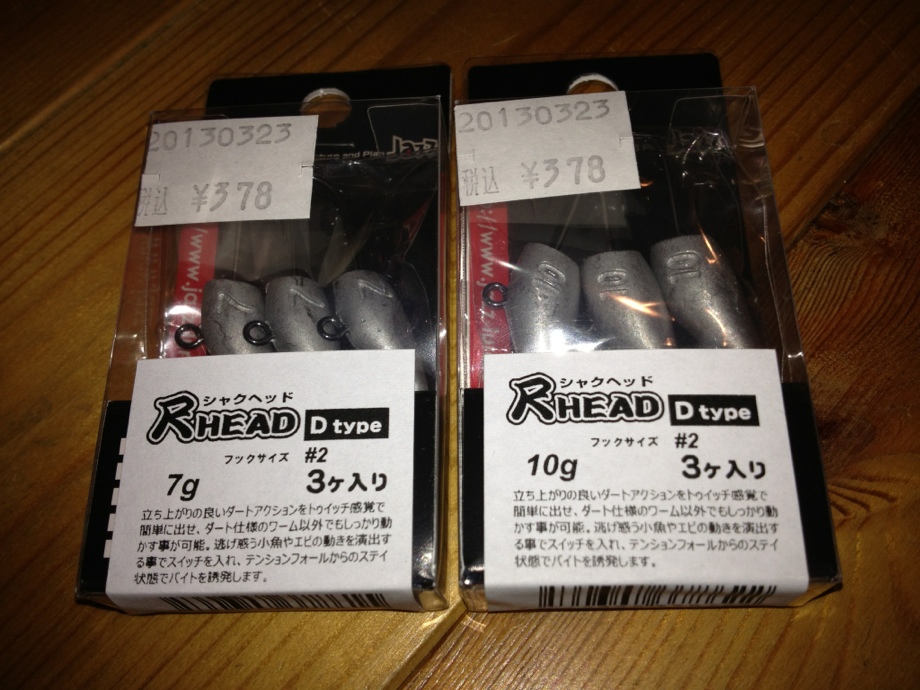 20130323
税込 ¥378
Jazz
7
7
7
シャクヘッド
RHEAD D type
フックサイズ #2
7g 3ヶ入り
立ち上がりの良いダートアクションをトゥイッチ感覚で
簡単に出せ、ダート仕様のワーム以外でもしっかり動
かす事が可能。逃げ惑う小魚やエビの動きを演出す
る事でスイッチを入れ、テンションフォールからのステイ
状態でバイトを誘発します。
20130323
税込 ¥378
://www.ja
10
10
10
シャクヘッド
RHEAD D type
フックサイズ #2
10g 3ヶ入り
立ち上がりの良いダートアクションをトゥイッチ感覚で
簡単に出せ、ダート仕様のワーム以外でもしっかり動
かす事が可能。逃げ惑う小魚やエビの動きを演出す
る事でスイッチを入れ、テンションフォールからのステイ
状態でバイトを誘発します。